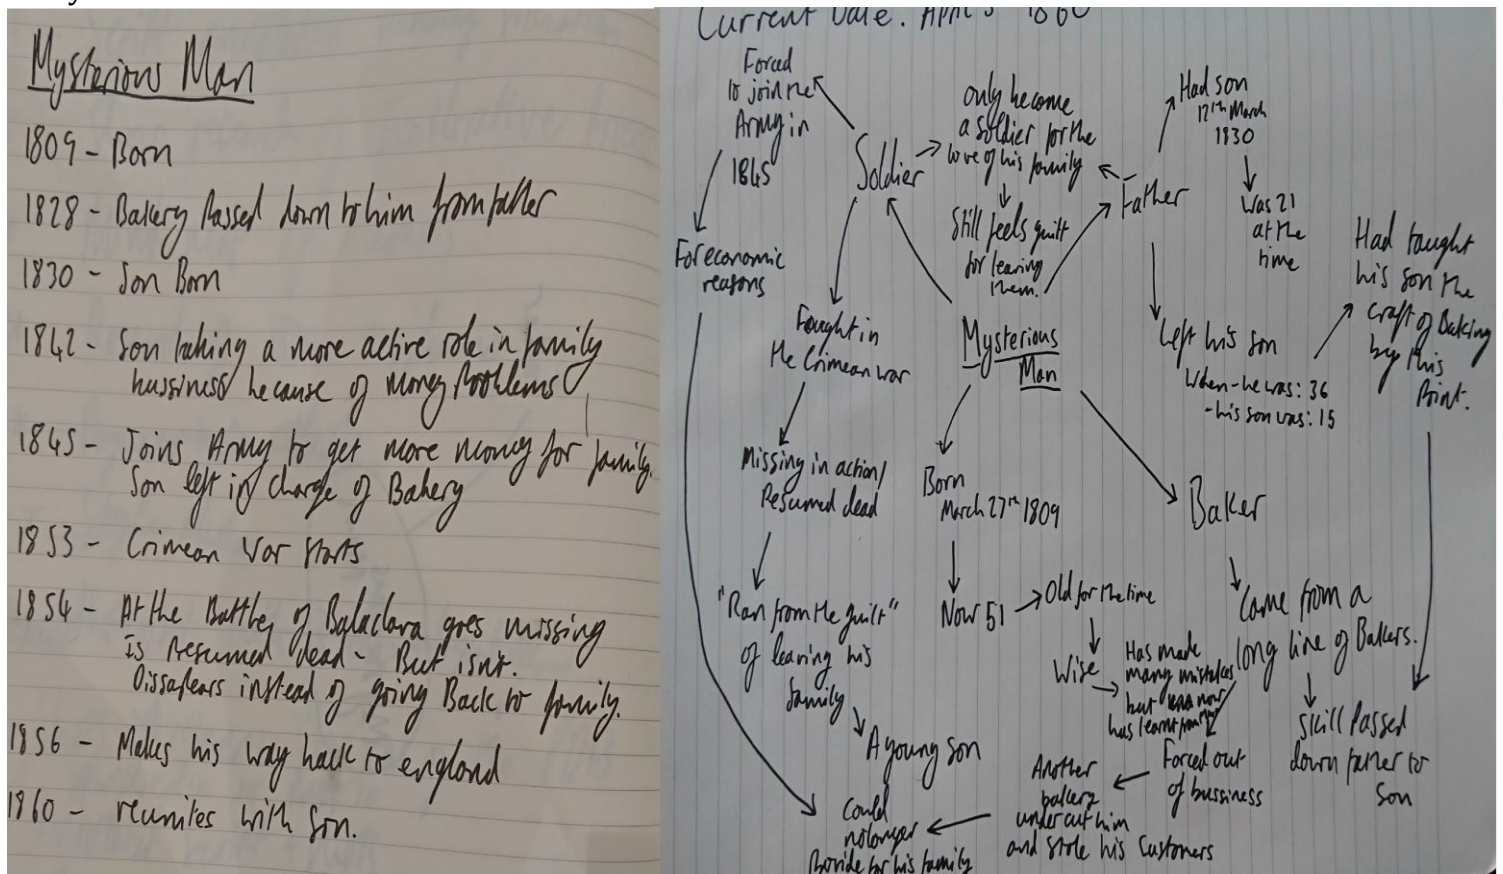 Mysterious Man
1809 - Born
1828 - Bakery Passed down to him from father
1830 - Son Born
1842 - Son taking a more active role in family
bussiness because of Money Problems
1845 - Joins Army to get more money for family.
Son left in charge of Bakery
1853 - Crimean War starts
1854 - At the Battle of Balaclava goes missing
Is Presumed dead - But isn't.
Dissapears instead of going Back to family.
1856 - Makes his way back to england
1860 - reunites with Son.
Current Date. April 1860
Forced
to join the
Army in
1845
For economic
reasons
Soldier
only become
a soldier for the
love of his family
Still feels guilt
for leaving
them.
Father
Had son
12th March
1830
Was 21
at the
time
Left his son
When - he was: 36
- his son was: 15
Had taught
his son the
craft of Baking
by this
Point.
Fought in
the Crimean war
Missing in action/
Presumed dead
"Ran from the guilt"
of leaving his
family
A young son
Mysterious
Man
Born
March 27th 1809
Now 51
Old for the time
Wise
Has made
many mistakes
but
has learnt from
Baker
Came from a
long line of Bakers.
Skill Passed
down father to
Son
Forced out
of bussiness
Another
bakery
under cut him
and stole his Customers
Could
no longer
Provide for his family